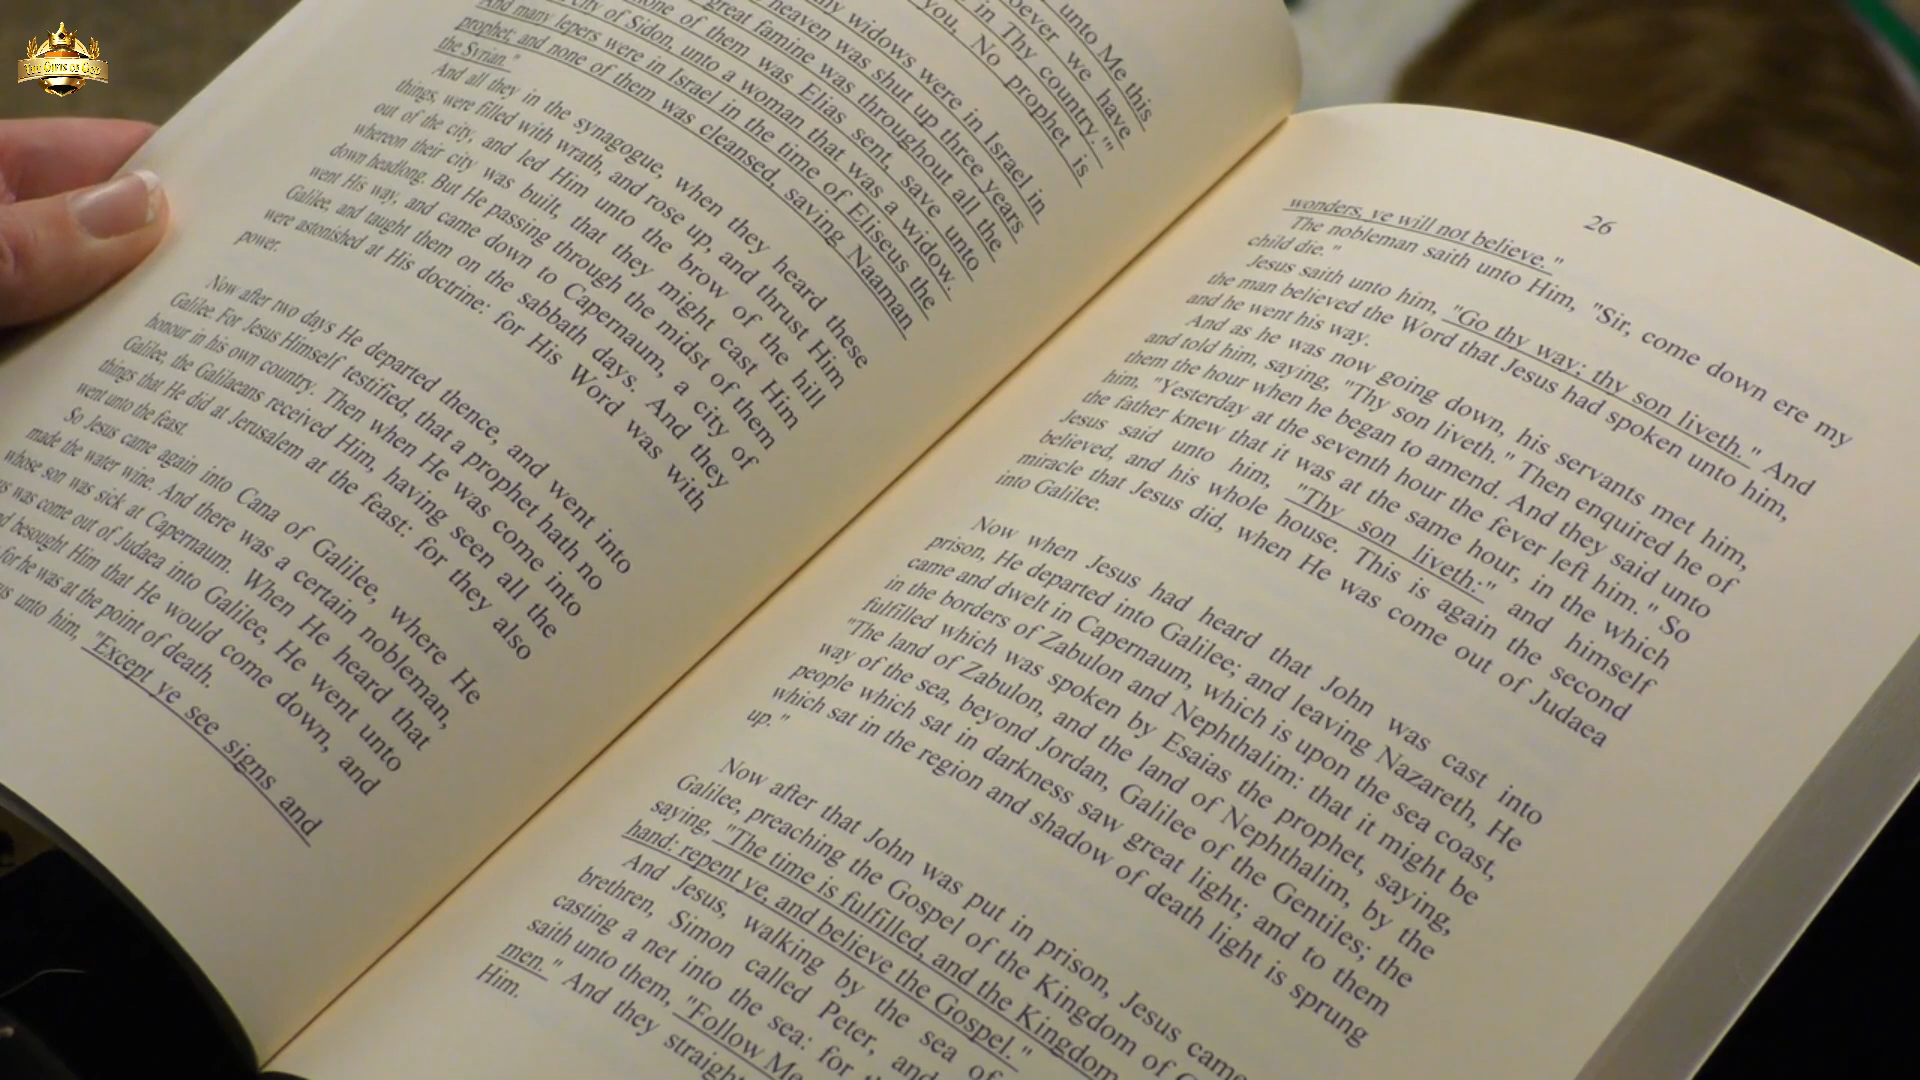 THE GIFTS OF GOD
unto Me this
we have
in Thy country."
you, No prophet is
many widows were in Israel in
heaven was shut up three years
great famine was throughout all the
none of them was Elias sent, save unto
city of Sidon, unto a woman that was a widow.
And many lepers were in Israel in the time of Eliseus the
prophet; and none of them was cleansed, saving Naaman
the Syrian."
And all they in the synagogue, when they heard these
things, were filled with wrath, and rose up, and thrust Him
out of the city, and led Him unto the brow of the hill
whereon their city was built, that they might cast Him
down headlong. But He passing through the midst of them
went His way, and came down to Capernaum, a city of
Galilee, and taught them on the sabbath days. And they
were astonished at His doctrine: for His Word was with
power.
Now after two days He departed thence, and went into
Galilee. For Jesus Himself testified, that a prophet hath no
honour in his own country. Then when He was come into
Galilee, the Galilaeans received Him, having seen all the
things that He did at Jerusalem at the feast: for they also
went unto the feast.
So Jesus came again into Cana of Galilee, where He
made the water wine. And there was a certain nobleman,
whose son was sick at Capernaum. When He heard that
was come out of Judaea into Galilee, He went unto
besought Him that He would come down, and
for he was at the point of death.
unto him, "Except ye see signs and
26
wonders, ye will not believe."
The nobleman saith unto Him, "Sir, come down ere my
child die."
Jesus saith unto him, "Go thy way; thy son liveth." And
the man believed the Word that Jesus had spoken unto him,
and he went his way.
And as he was now going down, his servants met him,
and told him, saying, "Thy son liveth." Then enquired he of
them the hour when he began to amend. And they said unto
him, "Yesterday at the seventh hour the fever left him." So
the father knew that it was at the same hour, in the which
Jesus said unto him, "Thy son liveth:" and himself
believed, and his whole house. This is again the second
miracle that Jesus did, when He was come out of Judaea
into Galilee.
Now when Jesus had heard that John was cast into
prison, He departed into Galilee; and leaving Nazareth, He
came and dwelt in Capernaum, which is upon the sea coast,
in the borders of Zabulon and Nephthalim: that it might be
fulfilled which was spoken by Esaias the prophet, saying,
"The land of Zabulon, and the land of Nephthalim, by the
way of the sea, beyond Jordan, Galilee of the Gentiles; the
people which sat in darkness saw great light; and to them
which sat in the region and shadow of death light is sprung
up."
Now after that John was put in prison, Jesus came
Galilee, preaching the Gospel of the Kingdom of
saying, "The time is fulfilled, and the Kingdom
hand: repent ye, and believe the Gospel."
And Jesus, walking by the sea of
brethren, Simon called Peter, and
casting a net into the sea: for
saith unto them, "Follow Me
men." And they
Him.